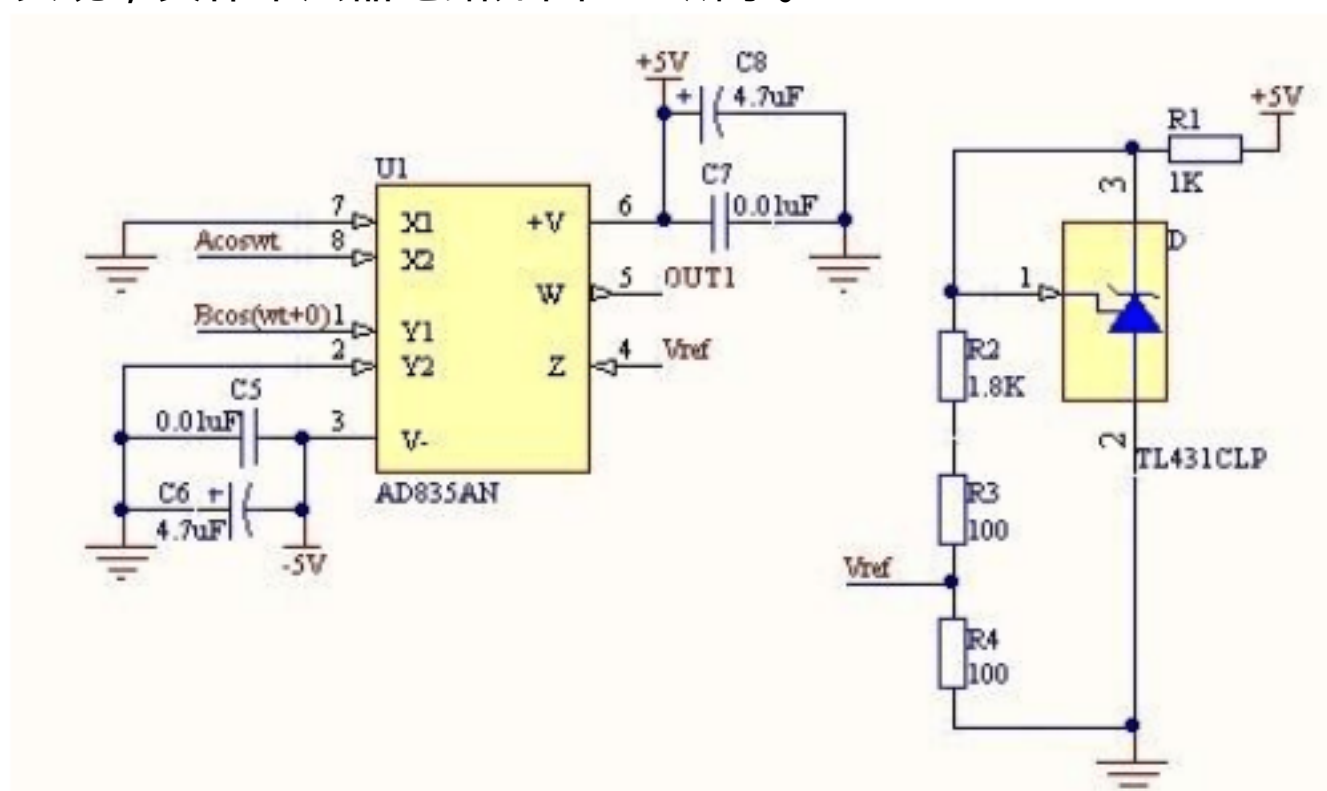 +5V
C8
4.7uF
+5V
R1
1K
U1
C7
0.01uF
7
X1
+V
6
3
Acoswt
8
X2
D
W
5
OUT1
1
Bcos(wt+0)
1
Y1
2
Y2
Z
4
Vref
R2
1.8K
C5
0.01uF
3
V-
2
TL431CLP
C6
4.7uF
AD835AN
R3
100
-5V
Vref
R4
100